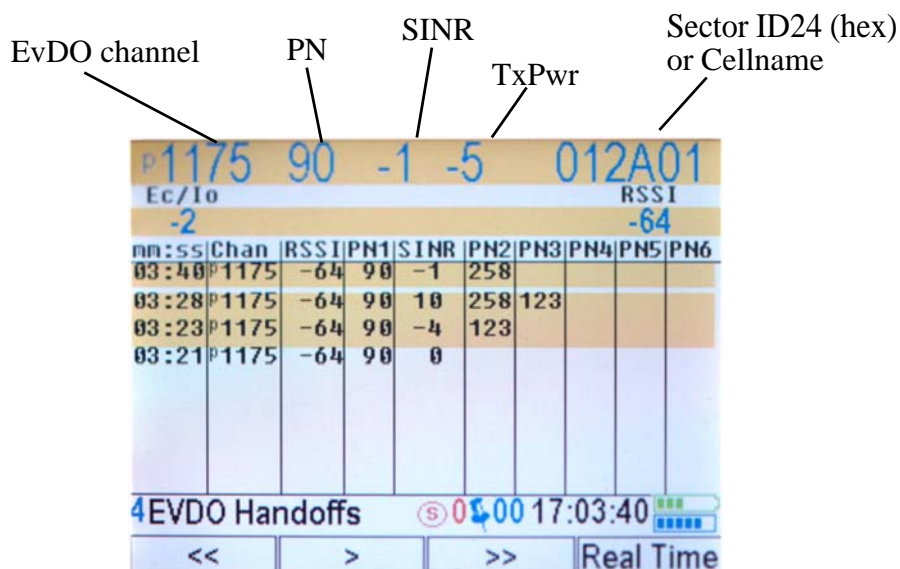 EvDO channel
PN
SINR
TxPwr
Sector ID24 (hex)
or Cellname
P1175 90 -1 -5 012A01
Ec/Io RSSI
-2 -64
mm:ss Chan RSSI PN1 SINR PN2 PN3 PN4 PN5 PN6
03:40 P1175 -64 90 -1 258
03:28 P1175 -64 90 10 258 123
03:23 P1175 -64 90 -4 123
03:21 P1175 -64 90 0
4 EVDO Handoffs S 0 00 17:03:40
<< > >> Real Time